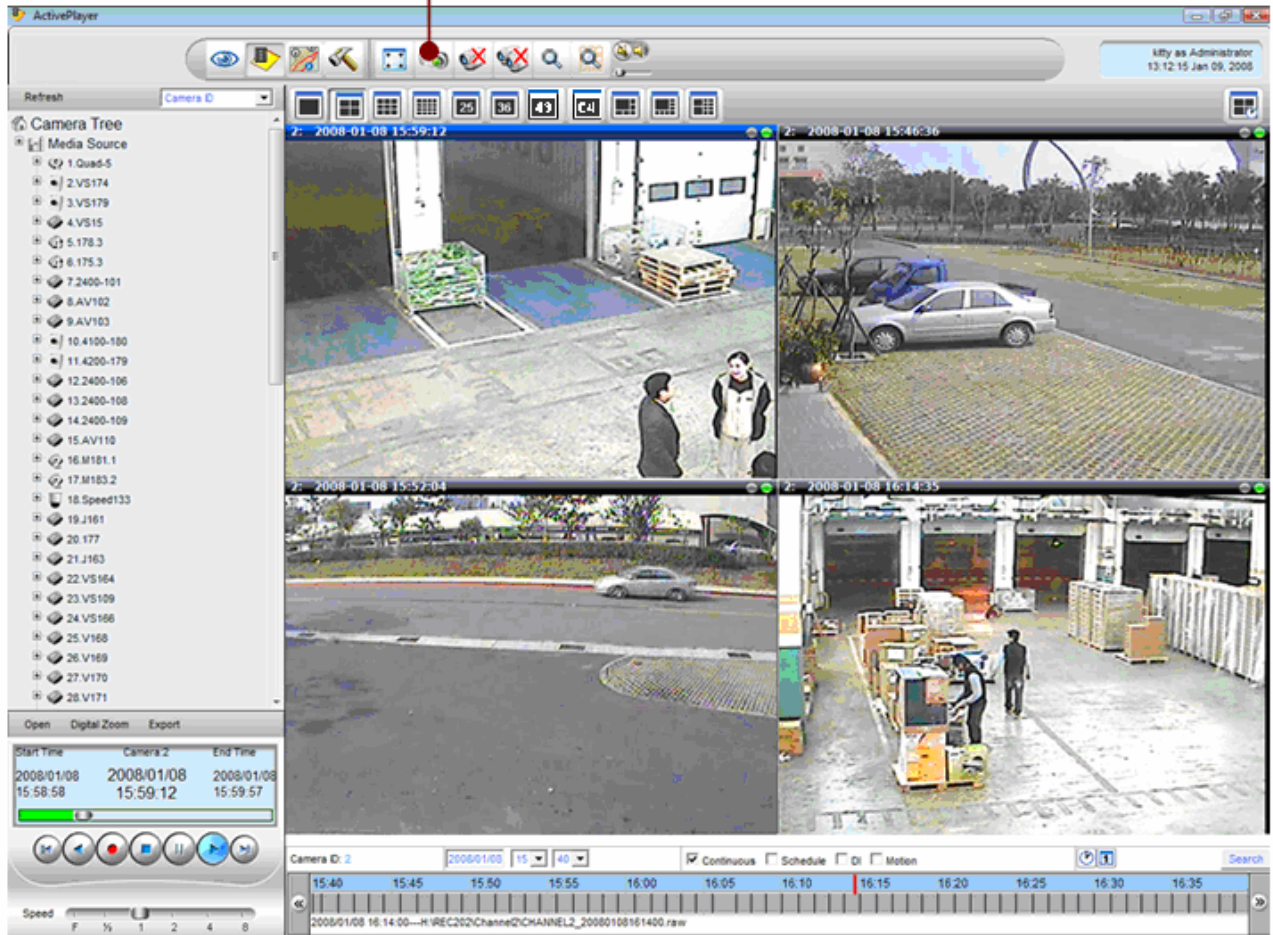 ActivePlayer
kitty as Administrator
13:12:15 Jan 09, 2008
Refresh
Camera ID
25
36
49
64
Camera Tree
Media Source
1.Quad-5
2.VS174
3.VS179
4.VS15
5.178.3
6.175.3
7.2400-101
8.AV102
9.AV103
10.4100-180
11.4200-179
12.2400-106
13.2400-108
14.2400-109
15.AV110
16.M181.1
17.M183.2
18.Speed133
19.J161
20.177
21.J163
22.VS164
23.VS109
24.VS166
25.V168
26.V169
27.V170
28.V171
2: 2008-01-08 15:59:12
2: 2008-01-08 15:46:36
2: 2008-01-08 15:52:04
2: 2008-01-08 16:14:35
Open Digital Zoom Export
Start Time Camera:2 End Time
2008/01/08 2008/01/08 2008/01/08
15:58:58 15:59:12 15:59:57
Speed
F ½ 1 2 4 8
Camera ID: 2 2008/01/08 15 40 Continuous Schedule DI Motion Search
15:40 15:45 15:50 15:55 16:00 16:05 16:10 16:15 16:20 16:25 16:30 16:35
2008/01/08 16:14:00---H:\REC202\Channel2\CHANNEL2_20080108161400.raw